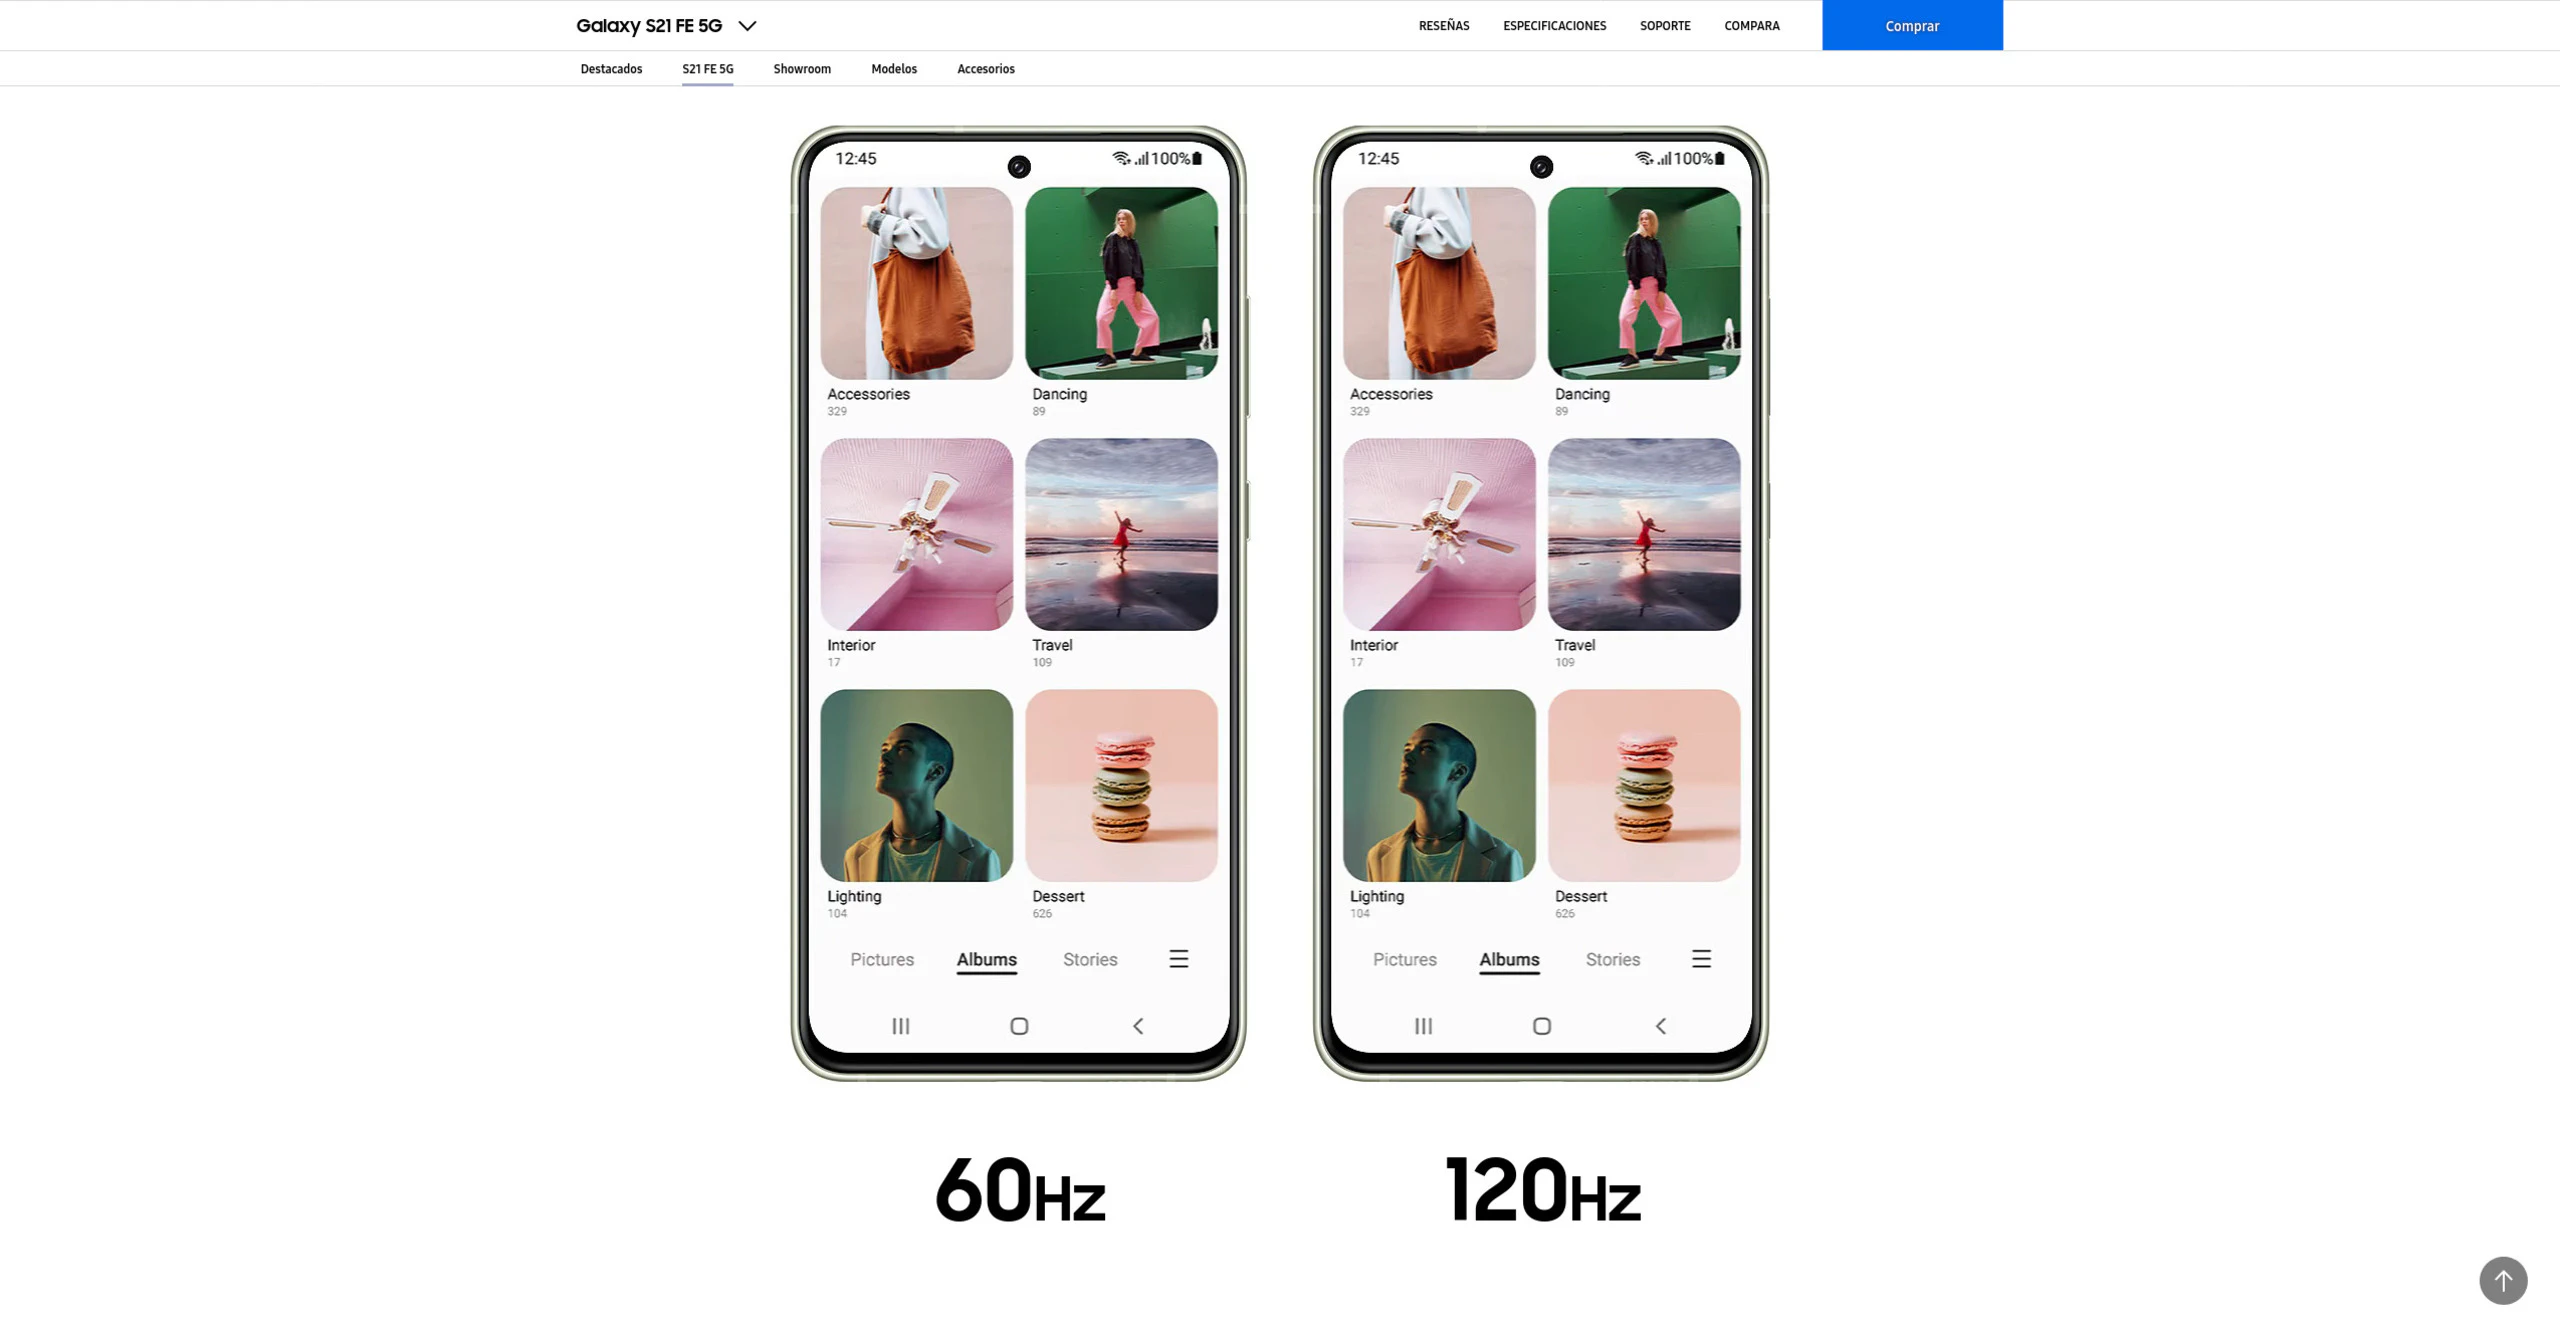 Galaxy S21 FE 5G
RESEÑAS ESPECIFICACIONES SOPORTE COMPARA Comprar
Destacados S21 FE 5G Showroom Modelos Accesorios
12:45 100%
Accessories Dancing
329 89
Interior Travel
17 109
Lighting Dessert
104 626
Pictures Albums Stories
12:45 100%
Accessories Dancing
329 89
Interior Travel
17 109
Lighting Dessert
104 626
Pictures Albums Stories
60Hz
120Hz